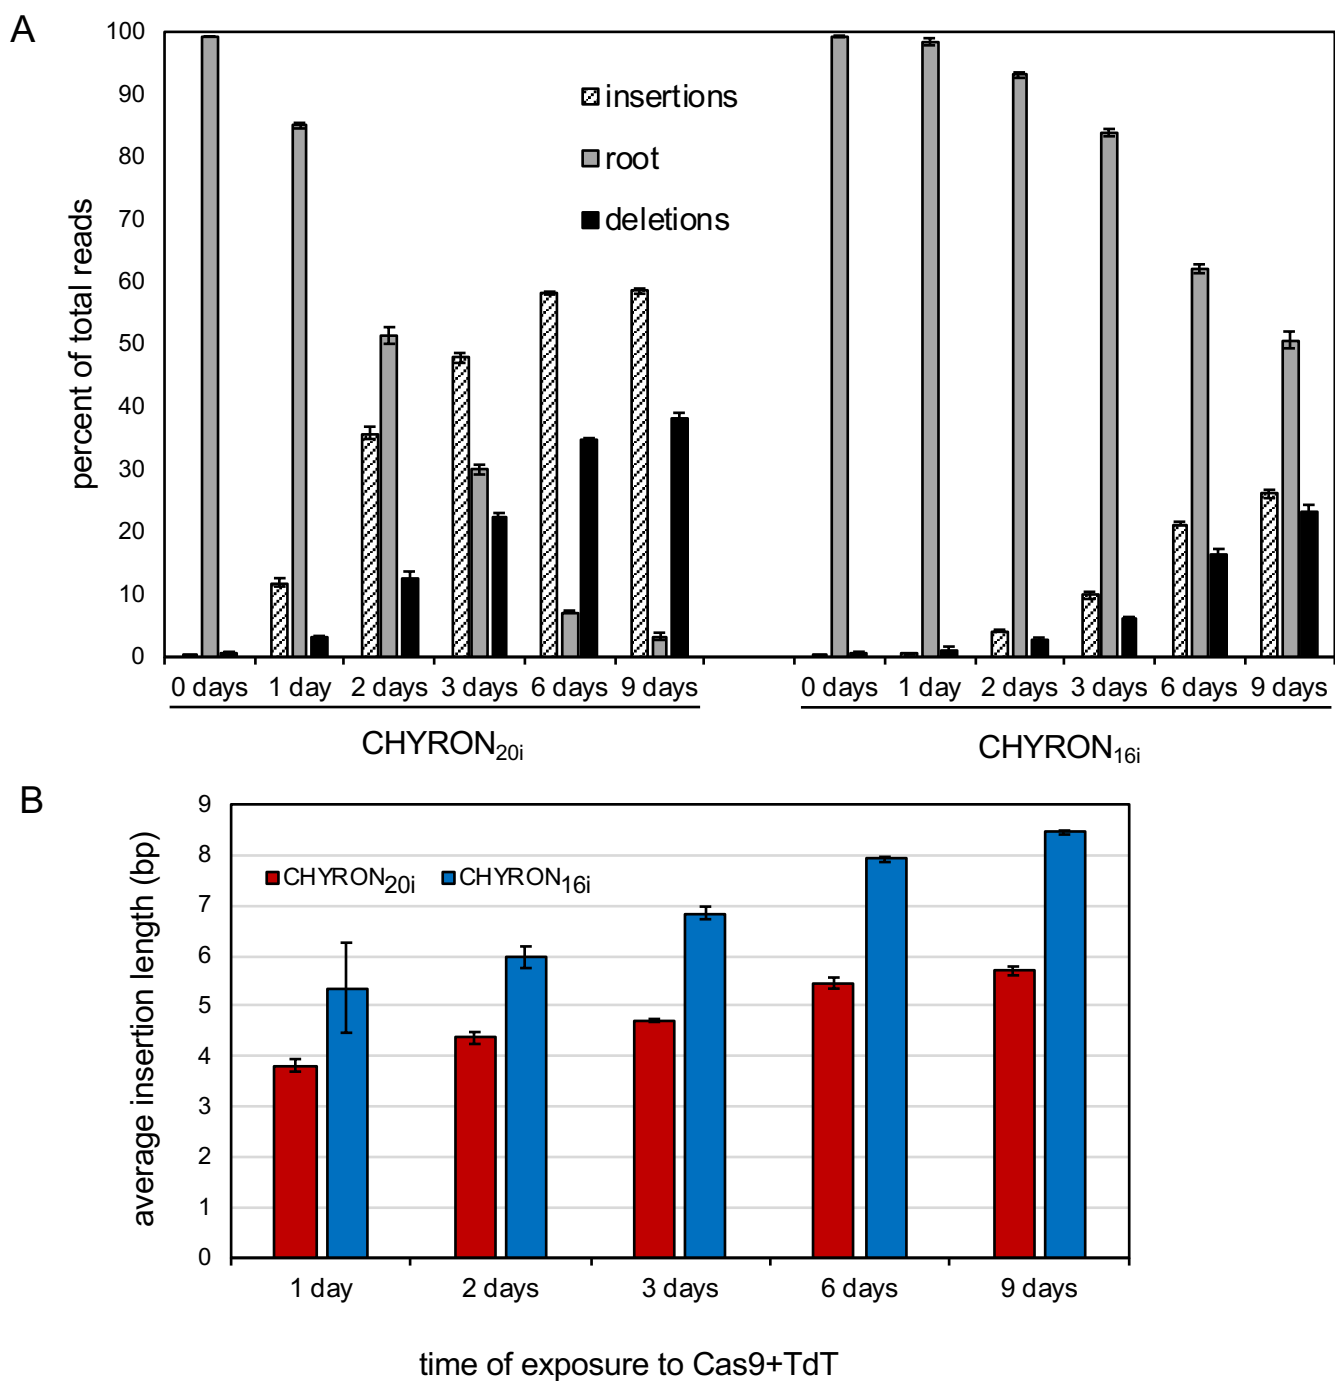 A
percent of total reads
100
90
80
70
60
50
40
30
20
10
0
insertions
root
deletions
0 days 1 day 2 days 3 days 6 days 9 days
0 days 1 day 2 days 3 days 6 days 9 days
CHYRON20i
CHYRON16i
B
average insertion length (bp)
9
8
7
6
5
4
3
2
1
0
CHYRON20i CHYRON16i
1 day 2 days 3 days 6 days 9 days
time of exposure to Cas9+TdT